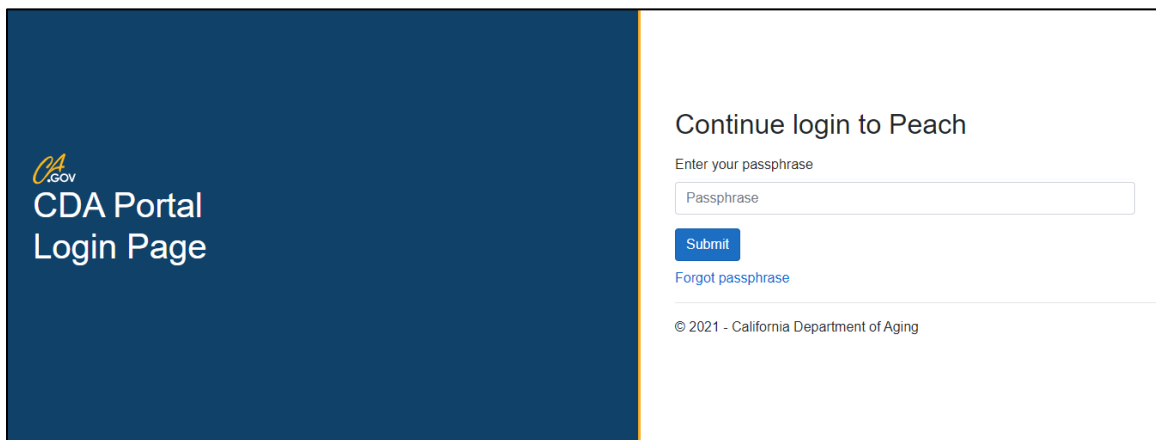 CA
.GOV
CDA Portal
Login Page
Continue login to Peach
Enter your passphrase
Passphrase
Submit
Forgot passphrase
© 2021 - California Department of Aging